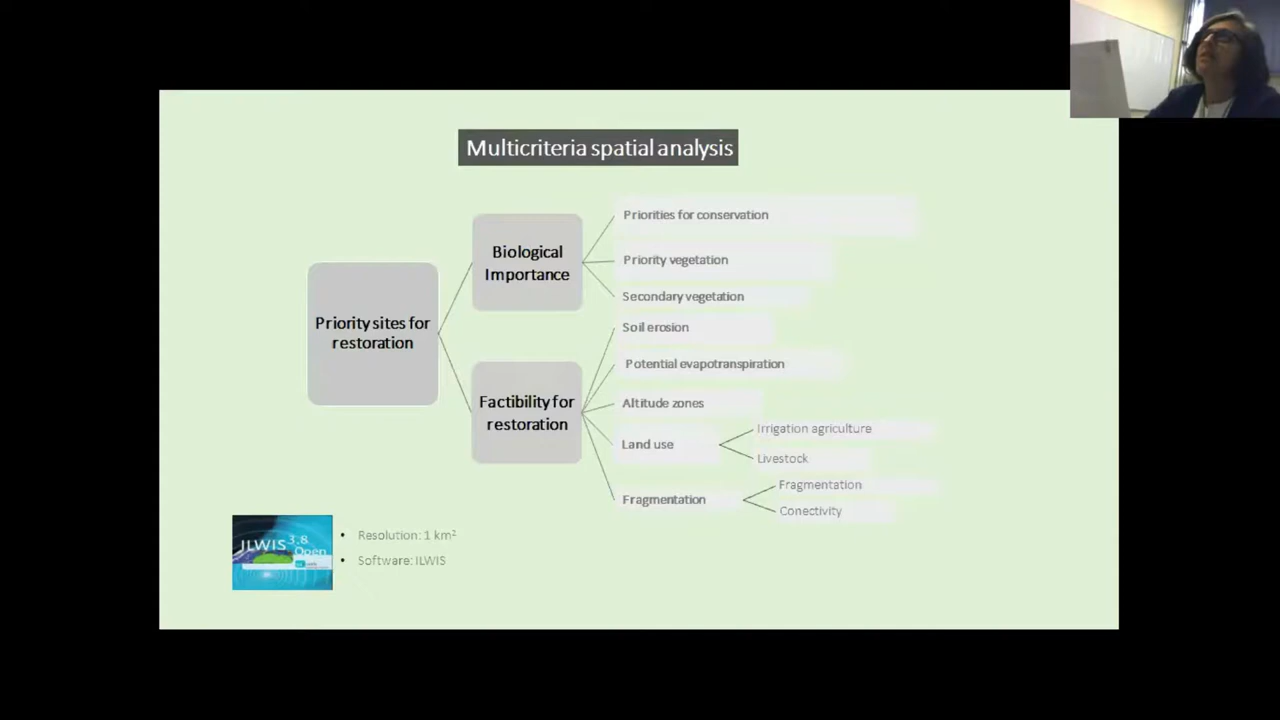 Multicriteria spatial analysis
Priority sites for
restoration
Biological
Importance
Priorities for conservation
Priority vegetation
Secondary vegetation
Factibility for
restoration
Soil erosion
Potential evapotranspiration
Altitude zones
Land use
Irrigation agriculture
Livestock
Fragmentation
Fragmentation
Conectivity
ILWIS 3.8
Open
• Resolution: 1 km²
• Software: ILWIS